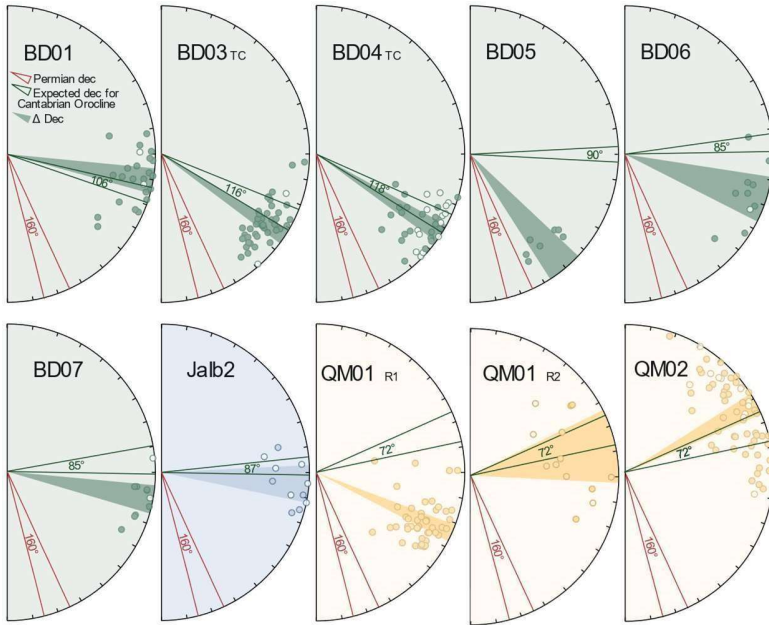 BD01
Permian dec
Expected dec for
Cantabrian Orocline
Δ Dec
106°
160°
BD03 TC
116°
160°
BD04 TC
118°
160°
BD05
90°
160°
BD06
85°
160°
BD07
85°
160°
Jalb2
87°
160°
QM01 R1
72°
160°
QM01 R2
72°
160°
QM02
72°
160°